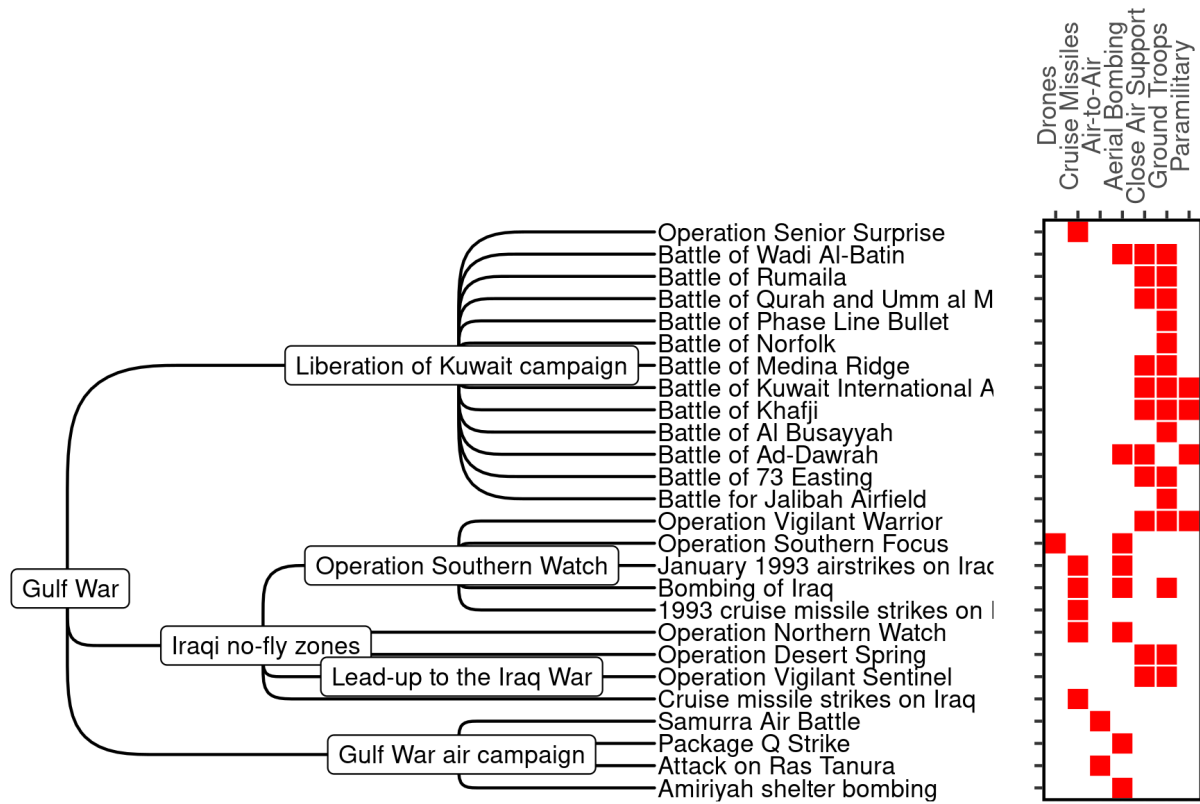 Drones
Cruise Missiles
Air-to-Air
Aerial Bombing
Close Air Support
Ground Troops
Paramilitary
Operation Senior Surprise
Battle of Wadi Al-Batin
Battle of Rumaila
Battle of Qurah and Umm al M
Battle of Phase Line Bullet
Battle of Norfolk
Liberation of Kuwait campaign
Battle of Medina Ridge
Battle of Kuwait International A
Battle of Khafji
Battle of Al Busayyah
Battle of Ad-Dawrah
Battle of 73 Easting
Battle for Jalibah Airfield
Operation Vigilant Warrior
Operation Southern Focus
Operation Southern Watch
January 1993 airstrikes on Iraq
Gulf War
Bombing of Iraq
1993 cruise missile strikes on
Operation Northern Watch
Iraqi no-fly zones
Operation Desert Spring
Lead-up to the Iraq War
Operation Vigilant Sentinel
Cruise missile strikes on Iraq
Samurra Air Battle
Package Q Strike
Gulf War air campaign
Attack on Ras Tanura
Amiriyah shelter bombing